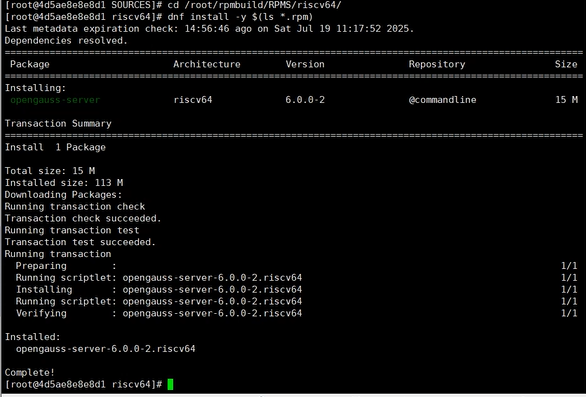 [root@4d5ae8e8e8d1 SOURCES]# cd /root/rpmbuild/RPMS/riscv64/
[root@4d5ae8e8e8d1 riscv64]# dnf install -y $(ls *.rpm)
Last metadata expiration check: 14:56:46 ago on Sat Jul 19 11:17:52 2025.
Dependencies resolved.
================================================================================
Package Architecture Version Repository Size
================================================================================
Installing:
opengauss-server riscv64 6.0.0-2 @commandline 15 M
Transaction Summary
================================================================================
Install  1 Package
Total size: 15 M
Installed size: 113 M
Downloading Packages:
Running transaction check
Transaction check succeeded.
Running transaction test
Transaction test succeeded.
Running transaction
Preparing : 1/1
Running scriptlet: opengauss-server-6.0.0-2.riscv64 1/1
Installing : opengauss-server-6.0.0-2.riscv64 1/1
Running scriptlet: opengauss-server-6.0.0-2.riscv64 1/1
Verifying : opengauss-server-6.0.0-2.riscv64 1/1
Installed:
opengauss-server-6.0.0-2.riscv64
Complete!
[root@4d5ae8e8e8d1 riscv64]#